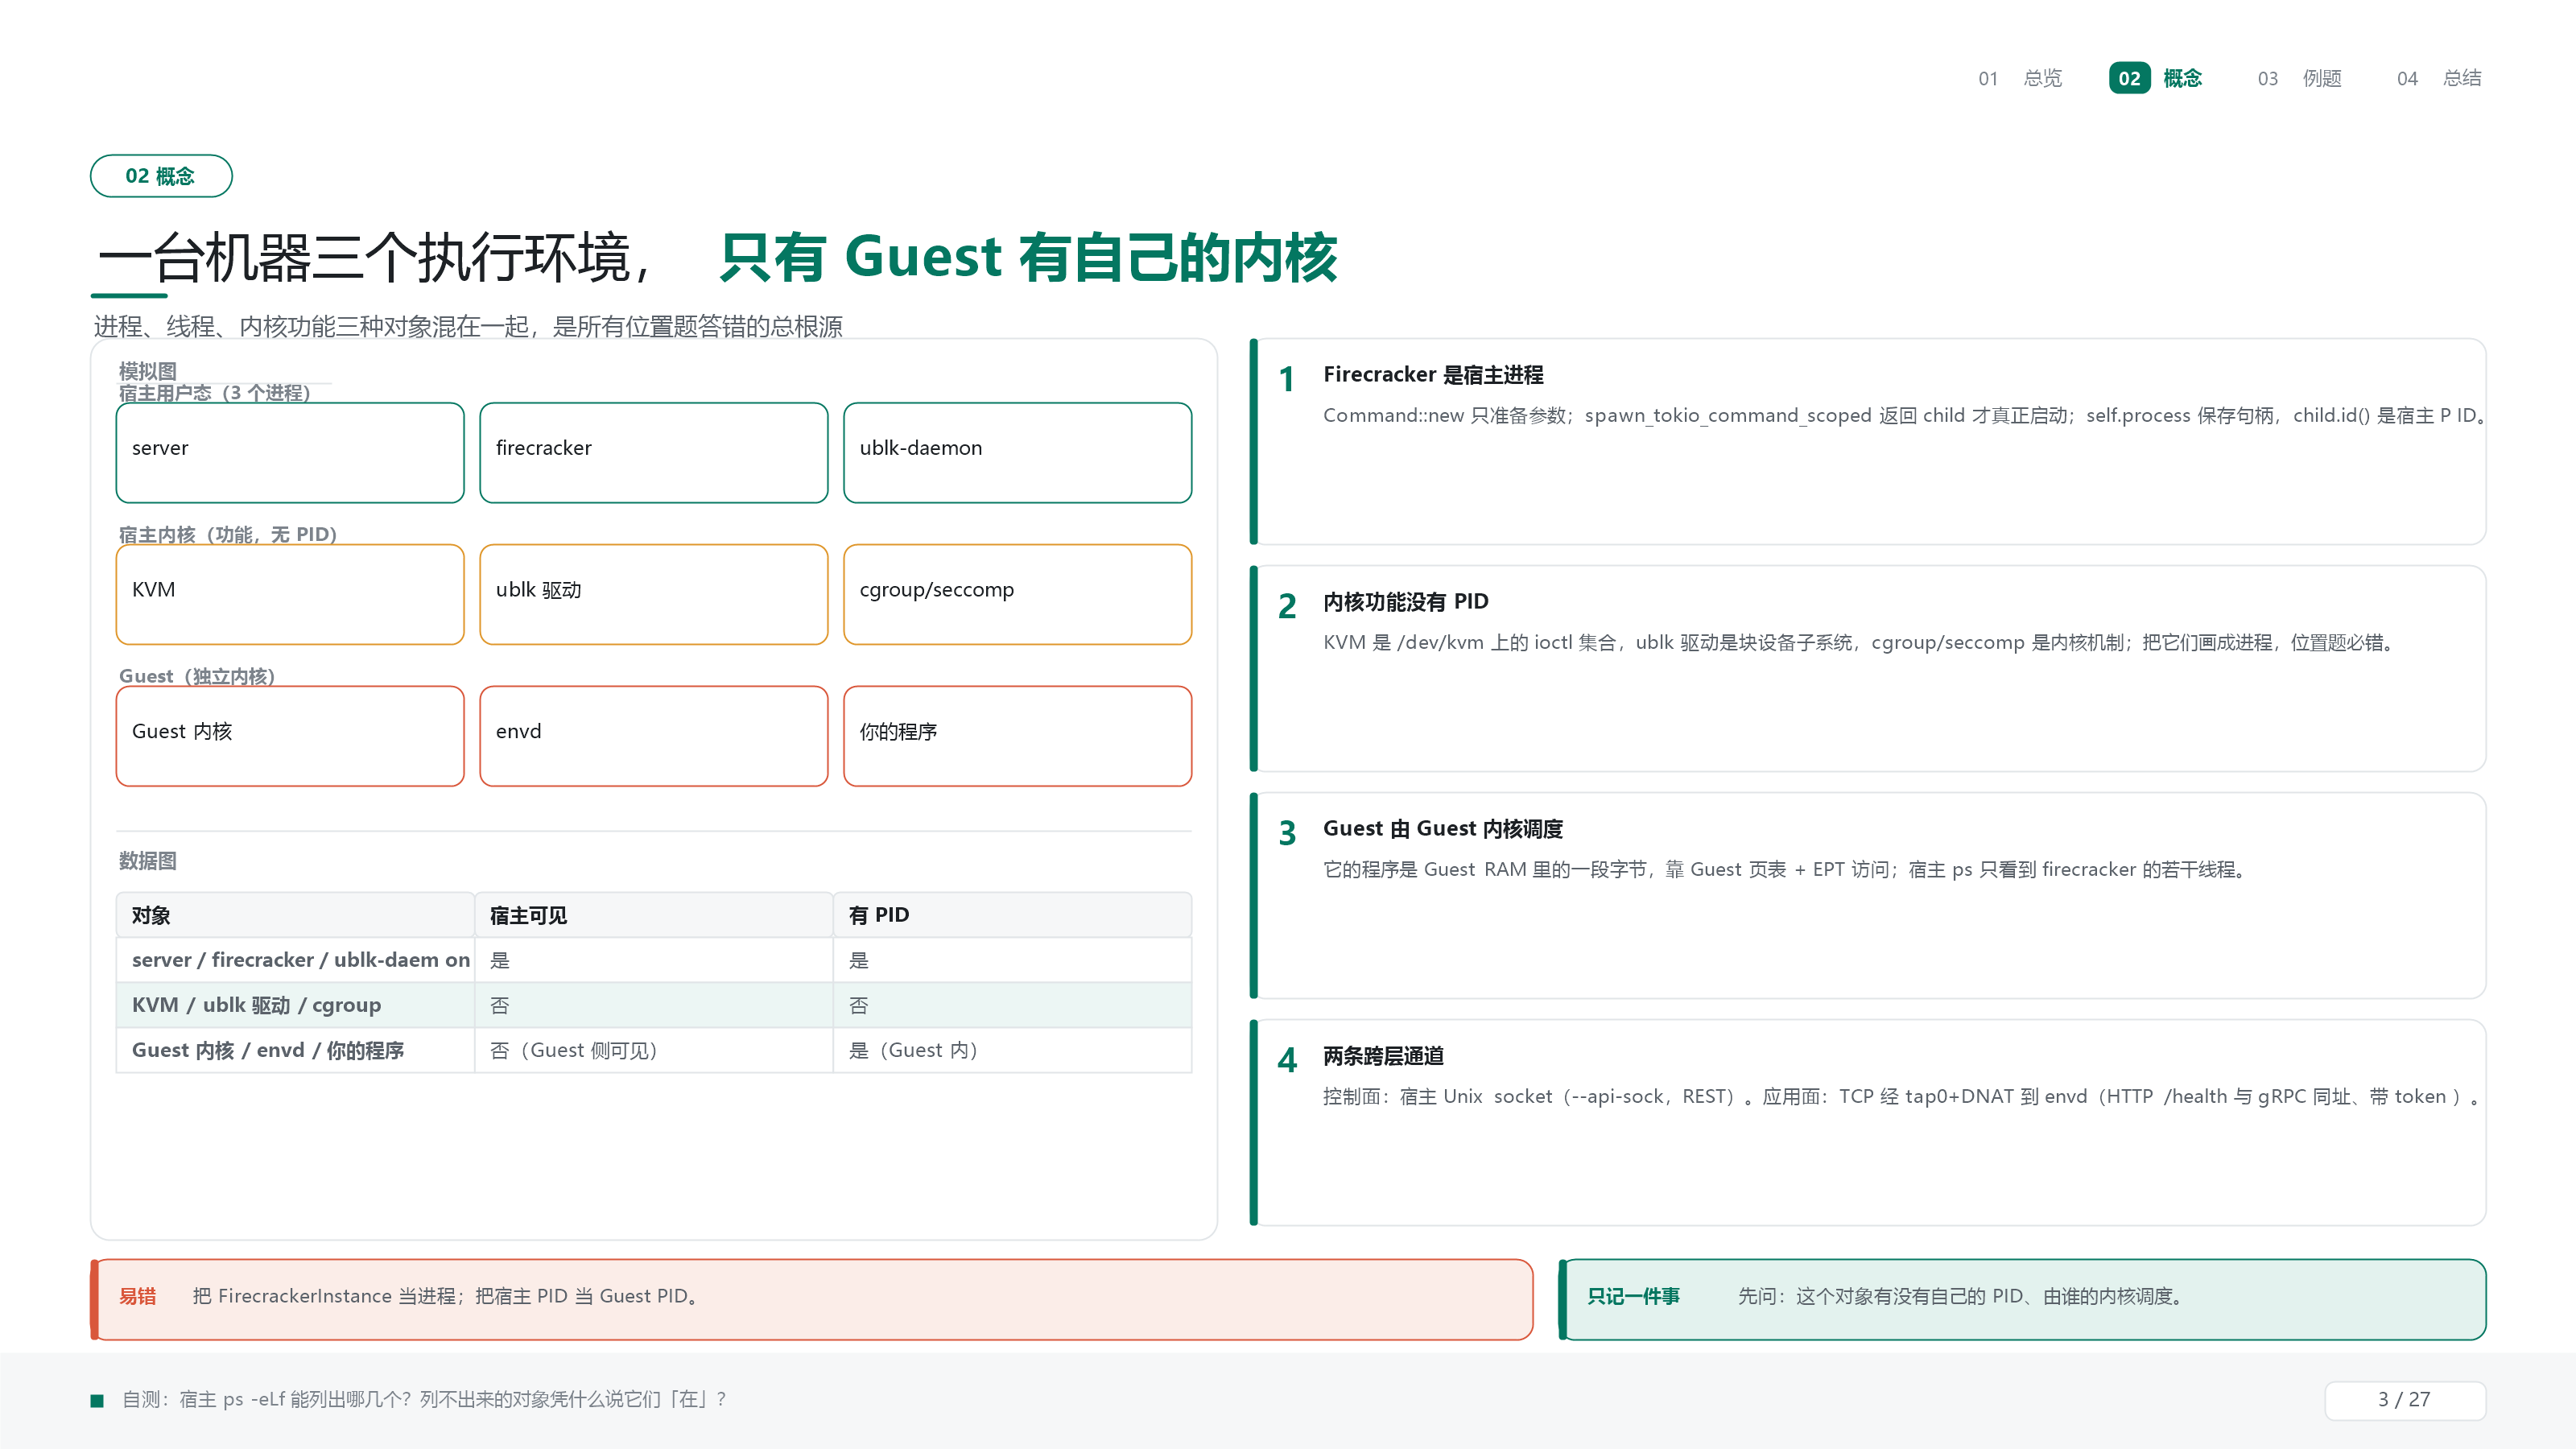 01 总览 02 概念 03 例题 04 总结
02 概念
一台机器三个执行环境， 只有 Guest 有自己的内核
进程、线程、内核功能三种对象混在一起，是所有位置题答错的总根源
模拟图
宿主用户态（3 个进程）
server firecracker ublk-daemon
宿主内核（功能，无 PID）
KVM ublk 驱动 cgroup/seccomp
Guest（独立内核）
Guest 内核 envd 你的程序
数据图
对象 宿主可见 有 PID
server / firecracker / ublk-daem on 是 是
KVM / ublk 驱动 / cgroup 否 否
Guest 内核 / envd / 你的程序 否（Guest 侧可见） 是（Guest 内）
1 Firecracker 是宿主进程
Command::new 只准备参数；spawn_tokio_command_scoped 返回 child 才真正启动；self.process 保存句柄，child.id() 是宿主 P ID。
2 内核功能没有 PID
KVM 是 /dev/kvm 上的 ioctl 集合，ublk 驱动是块设备子系统，cgroup/seccomp 是内核机制；把它们画成进程，位置题必错。
3 Guest 由 Guest 内核调度
它的程序是 Guest RAM 里的一段字节，靠 Guest 页表 + EPT 访问；宿主 ps 只看到 firecracker 的若干线程。
4 两条跨层通道
控制面：宿主 Unix socket（--api-sock，REST）。应用面：TCP 经 tap0+DNAT 到 envd（HTTP /health 与 gRPC 同址、带 token ）。
易错 把 FirecrackerInstance 当进程；把宿主 PID 当 Guest PID。
只记一件事 先问：这个对象有没有自己的 PID、由谁的内核调度。
自测：宿主 ps -eLf 能列出哪几个？列不出来的对象凭什么说它们「在」？
3 / 27